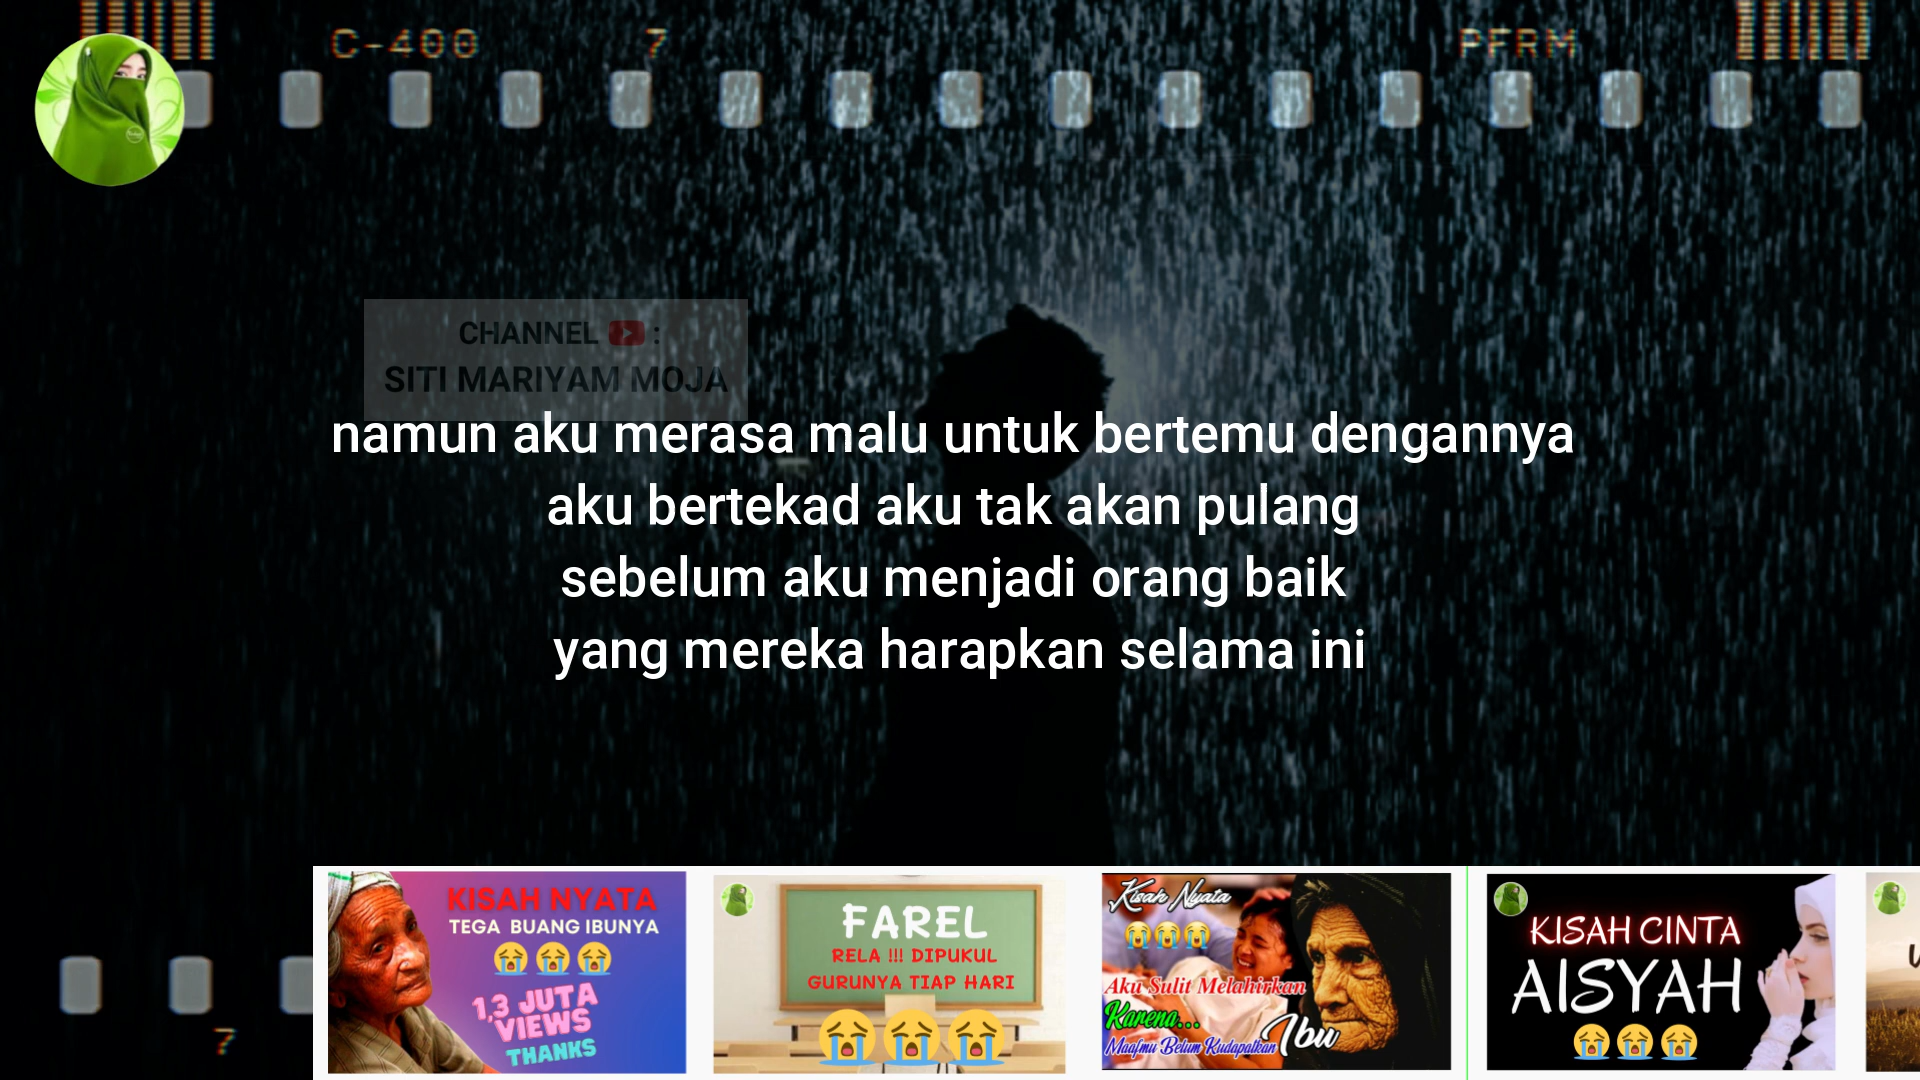 C-400 7 PFRM
CHANNEL :
SITI MARIYAM MOJA
namun aku merasa malu untuk bertemu dengannya
aku bertekad aku tak akan pulang
sebelum aku menjadi orang baik
yang mereka harapkan selama ini
KISAH NYATA
TEGA BUANG IBUNYA
1,3 JUTA
VIEWS
THANKS
FAREL
RELA !!! DIPUKUL
GURUNYA TIAP HARI
Kisah Nyata
Aku Sulit Melahirkan
Karena...
Maafmu Belum Kudapatkan Ibu
KISAH CINTA
AISYAH
7